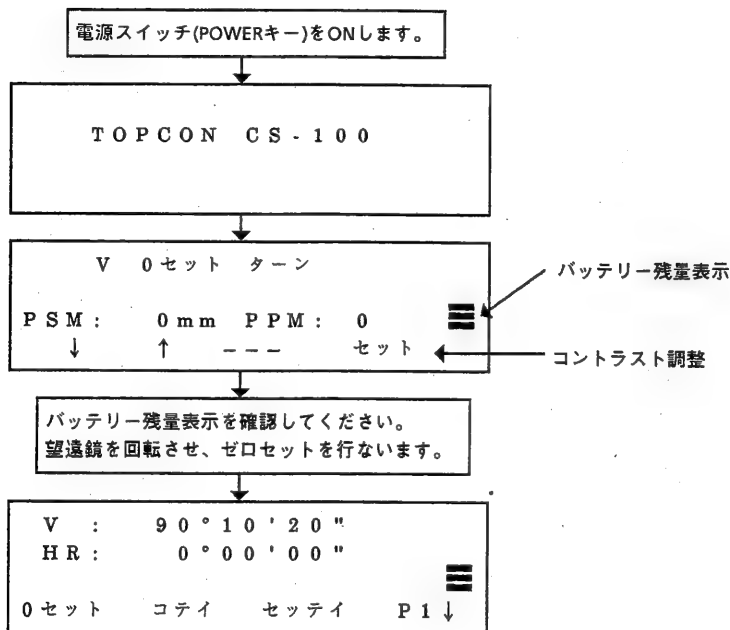 電源スイッチ(POWERキー)をONします。
TOPCON CS-100
V 0セット ターン
バッテリー残量表示
PSM: 0mm PPM: 0
↓ ↑ --- セット
コントラスト調整
バッテリー残量表示を確認してください。
望遠鏡を回転させ、ゼロセットを行ないます。
V : 90°10'20"
HR: 0°00'00"
0セット コテイ セッテイ P1↓